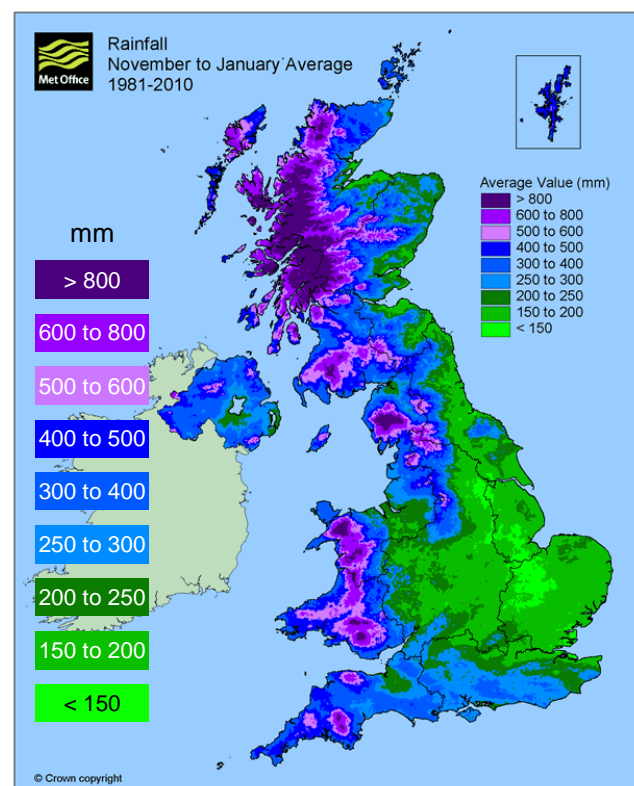 Met Office
Rainfall
November to January Average
1981-2010
Average Value (mm)
> 800
600 to 800
500 to 600
400 to 500
300 to 400
250 to 300
200 to 250
150 to 200
< 150
mm
> 800
600 to 800
500 to 600
400 to 500
300 to 400
250 to 300
200 to 250
150 to 200
< 150
© Crown copyright